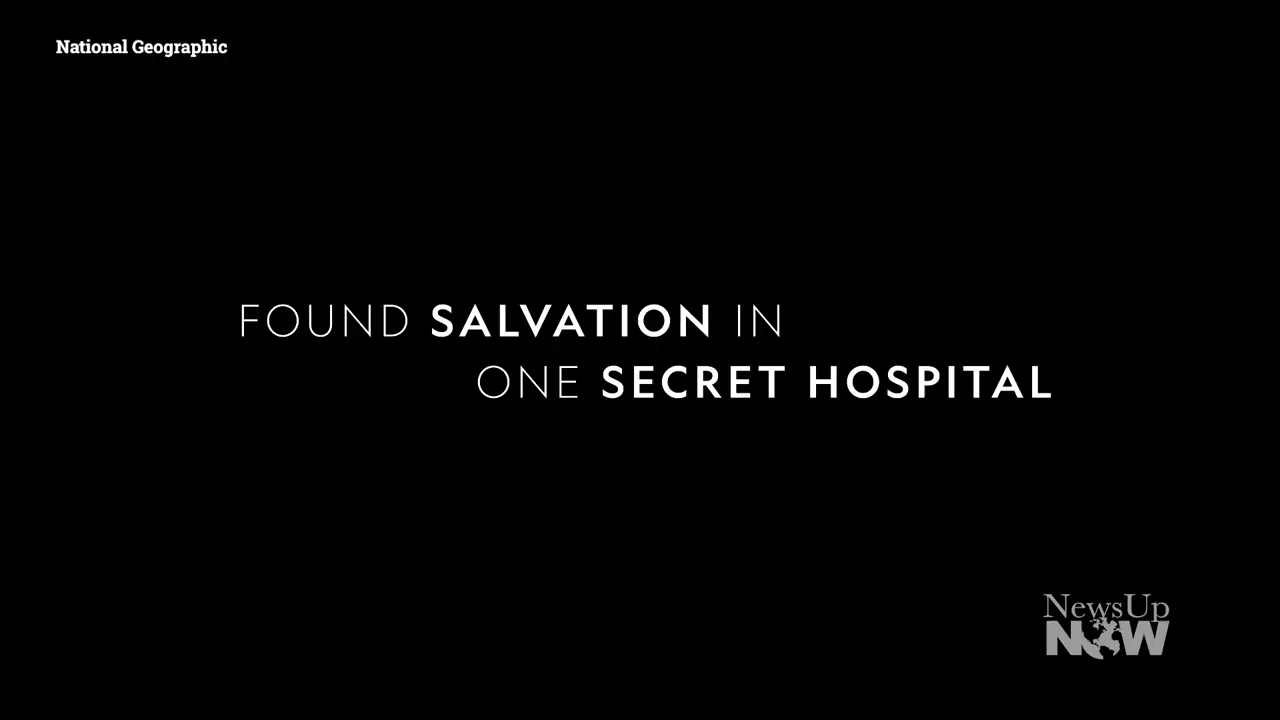 National Geographic
FOUND SALVATION IN
ONE SECRET HOSPITAL
NewsUp
NOW